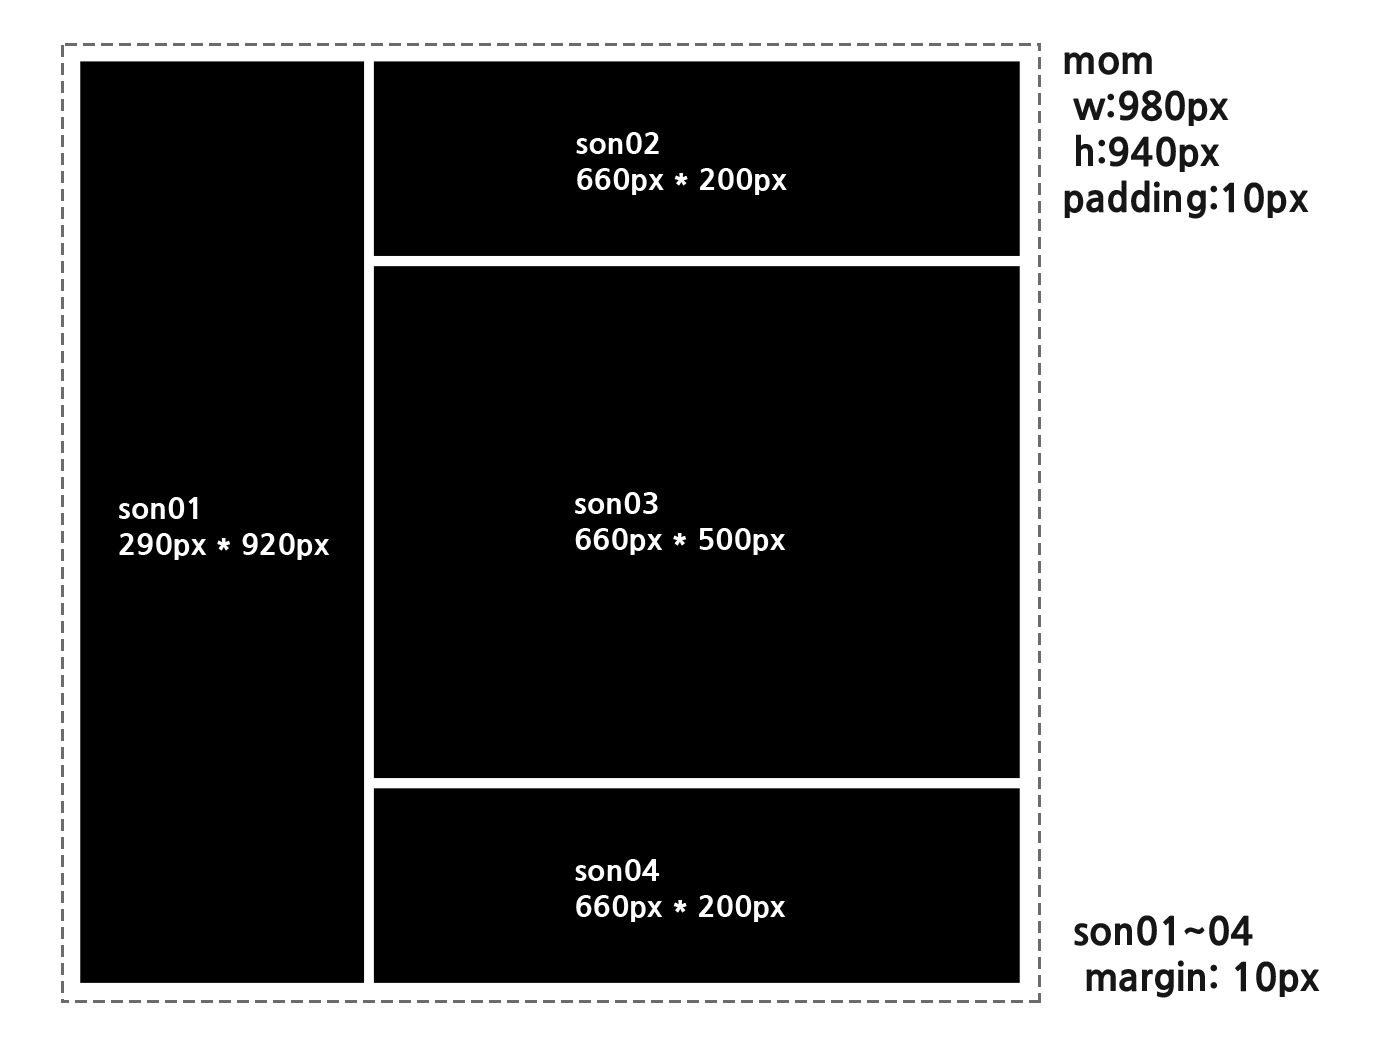 mom
w:980px
h:940px
padding:10px
son02
660px * 200px
son01
290px * 920px
son03
660px * 500px
son04
660px * 200px
son01~04
margin: 10px